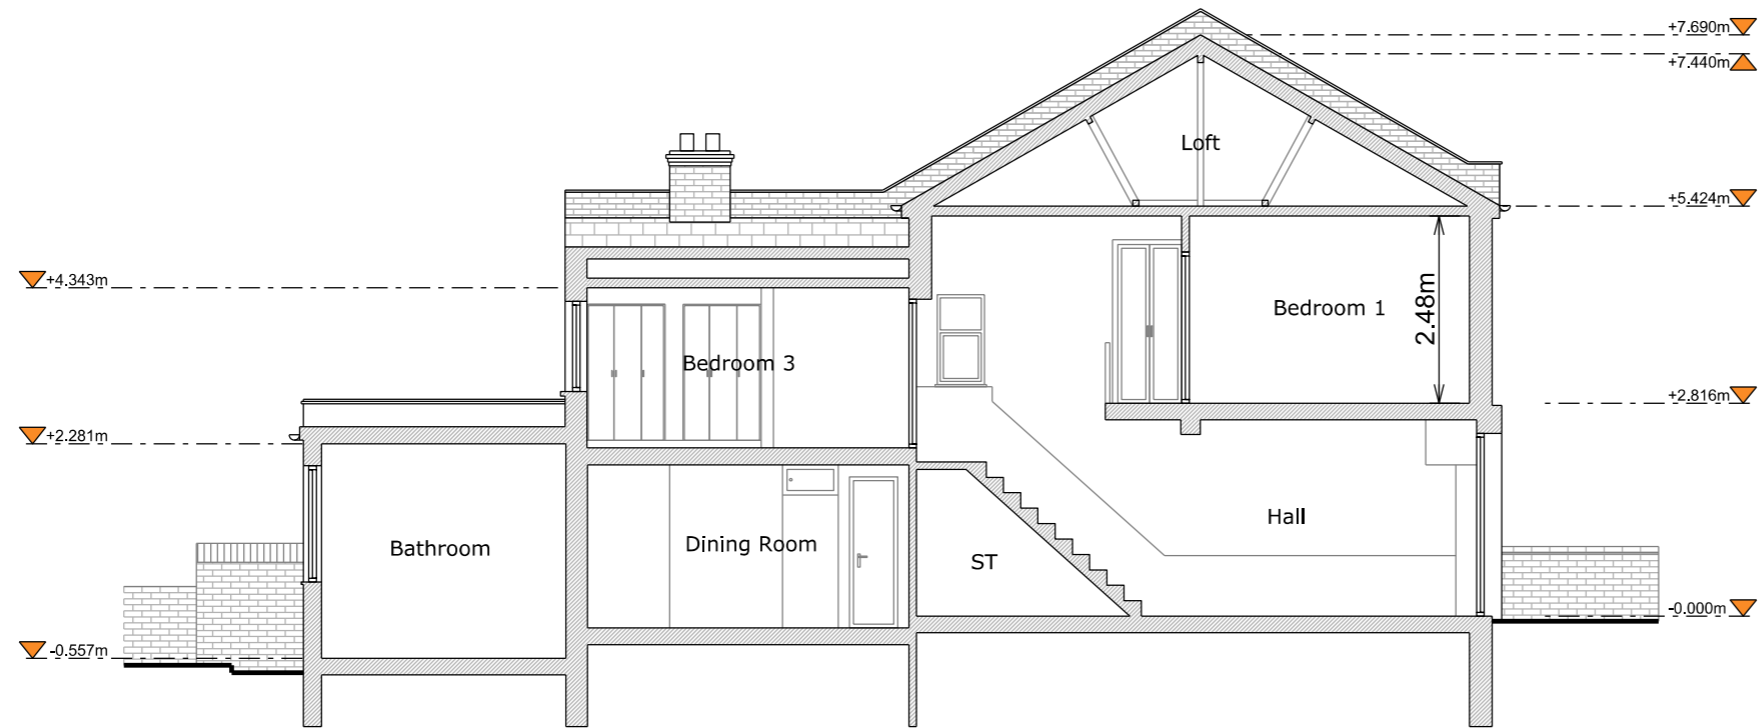 +7.690m
+7.440m
Loft
+5.424m
+4.343m
Bedroom 1
2.48m
Bedroom 3
+2.816m
+2.281m
Hall
Bathroom
Dining Room
ST
-0.000m
-0.557m